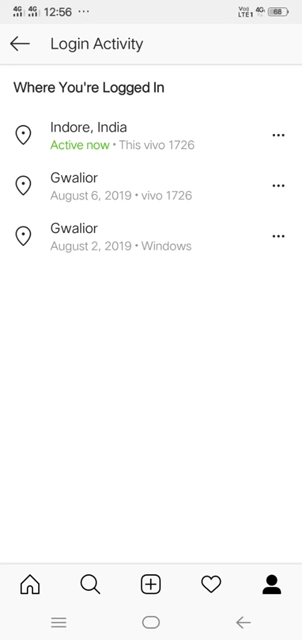 4G 4G 12:56 ... VoJ LTE1 4G 68
Login Activity
Where You're Logged In
Indore, India
Active now • This vivo 1726
Gwalior
August 6, 2019 • vivo 1726
Gwalior
August 2, 2019 • Windows